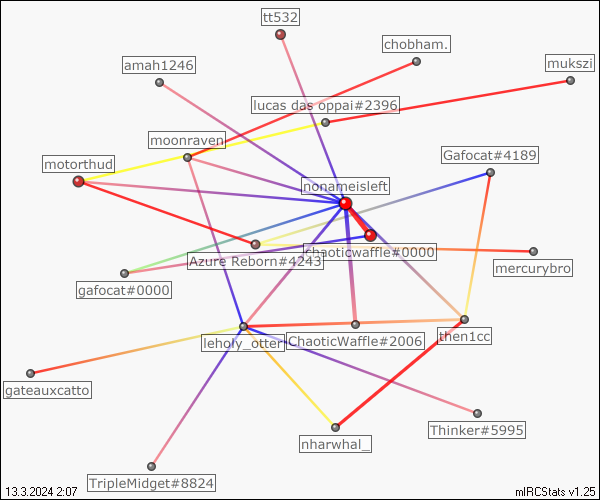 tt532
chobham.
amah1246
mukszi
lucas das oppai#2396
moonraven
Gafocat#4189
motorthud
nonameisleft
chaoticwaffle#0000
Azure Reborn#4243
mercurybro
gafocat#0000
then1cc
leholy_otter
ChaoticWaffle#2006
gateauxcatto
Thinker#5995
nharwhal_
TripleMidget#8824
13.3.2024 2:07
mIRCStats v1.25